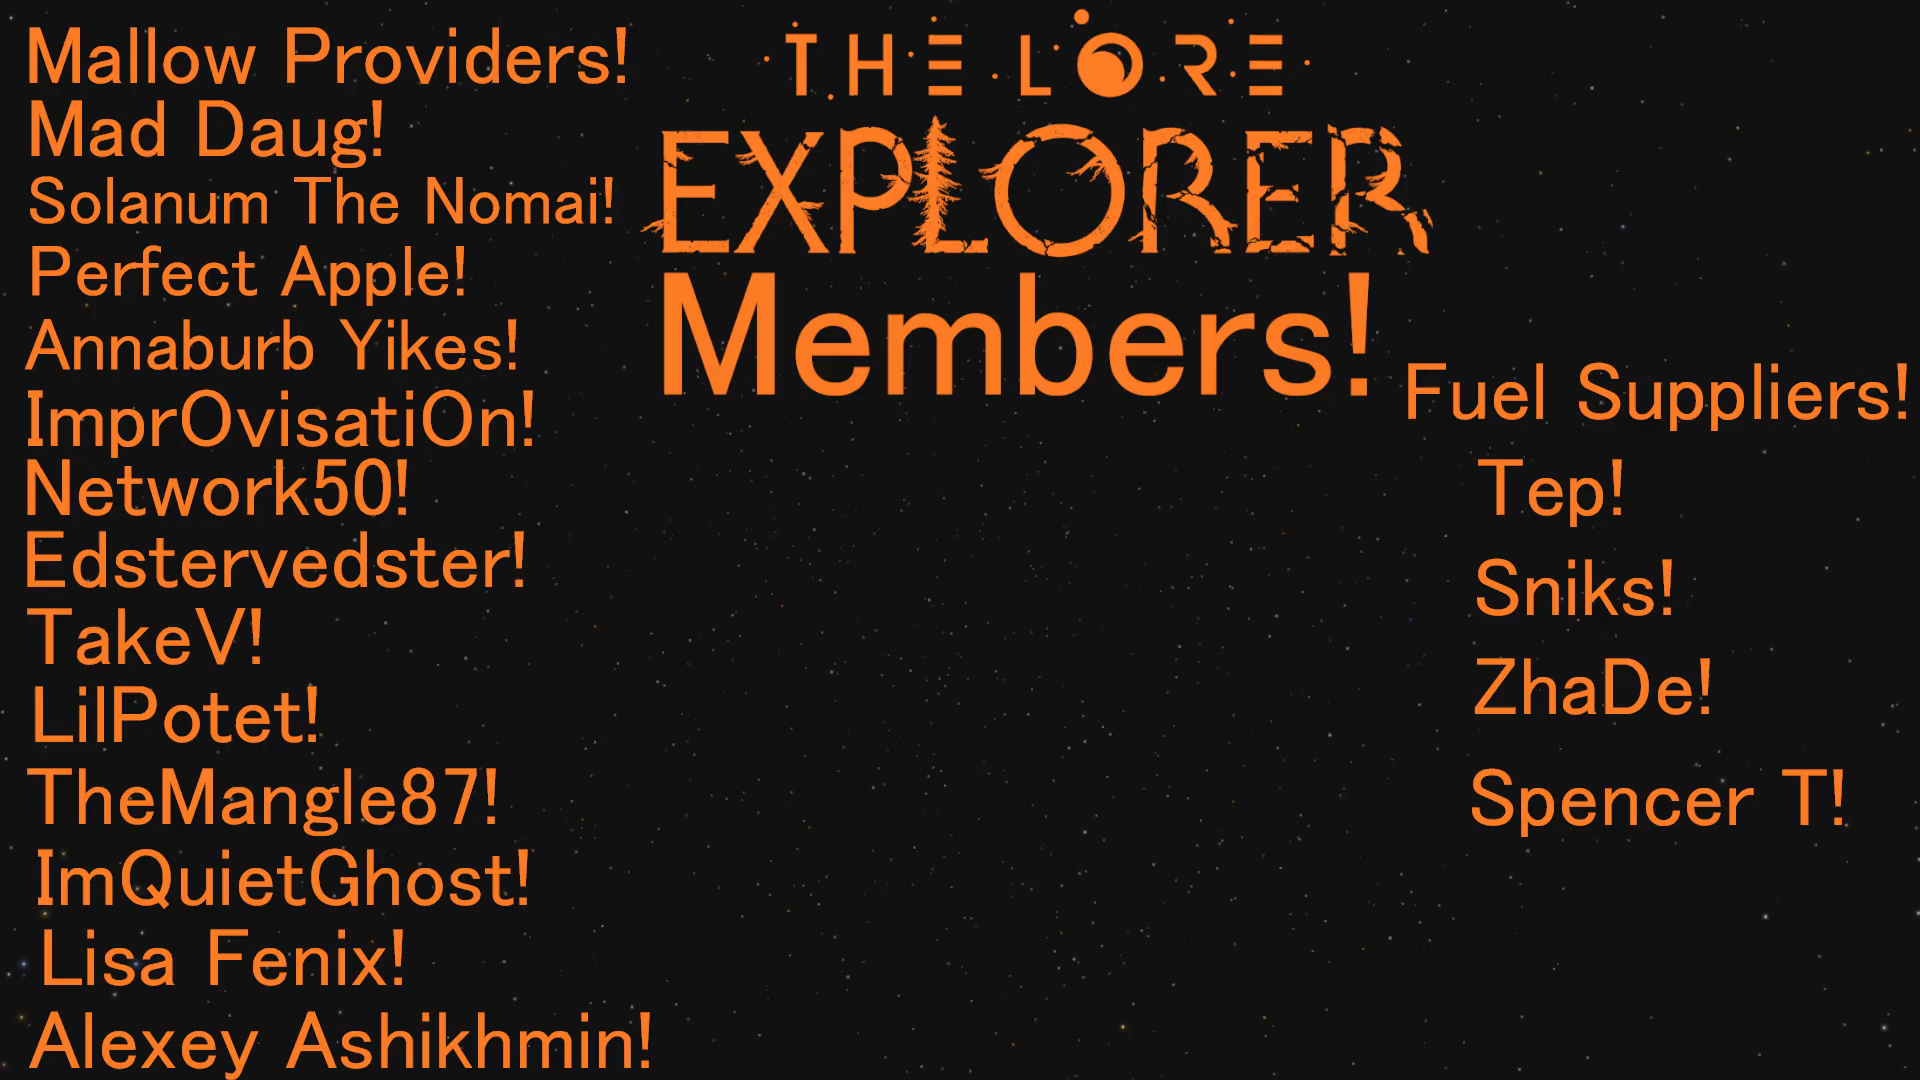 THE LORE
EXPLORER
Members!
Mallow Providers!
Mad Daug!
Solanum The Nomai!
Perfect Apple!
Annaburb Yikes!
ImprOvisatiOn!
Network50!
Edstervedster!
TakeV!
LilPotet!
TheMangle87!
ImQuietGhost!
Lisa Fenix!
Alexey Ashikhmin!
Fuel Suppliers!
Tep!
Sniks!
ZhaDe!
Spencer T!